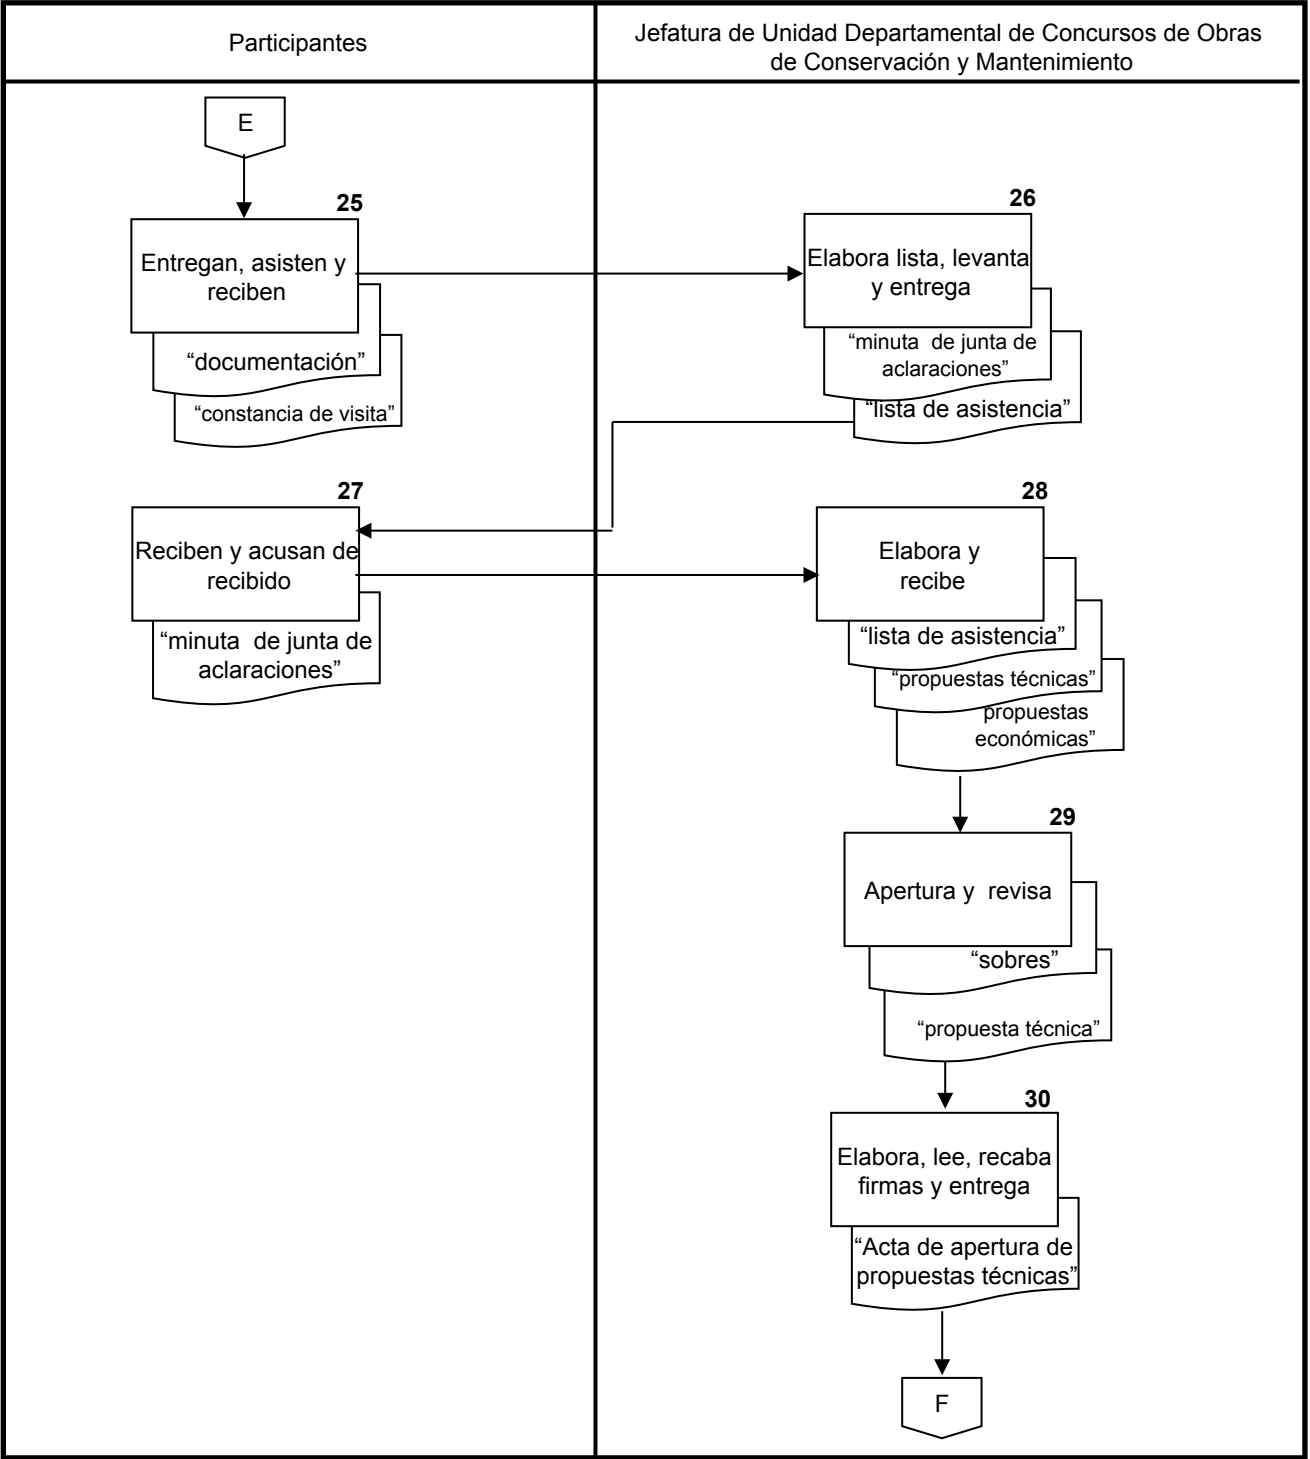 Participantes
Jefatura de Unidad Departamental de Concursos de Obras
de Conservación y Mantenimiento
E
25
Entregan, asisten y
reciben
“documentación”
“constancia de visita”
26
Elabora lista, levanta
y entrega
“minuta  de junta de
aclaraciones”
“lista de asistencia”
27
Reciben y acusan de
recibido
“minuta  de junta de
aclaraciones”
28
Elabora y
recibe
“lista de asistencia”
“propuestas técnicas”
propuestas
económicas”
29
Apertura y  revisa
“sobres”
“propuesta técnica”
30
Elabora, lee, recaba
firmas y entrega
“Acta de apertura de
propuestas técnicas”
F